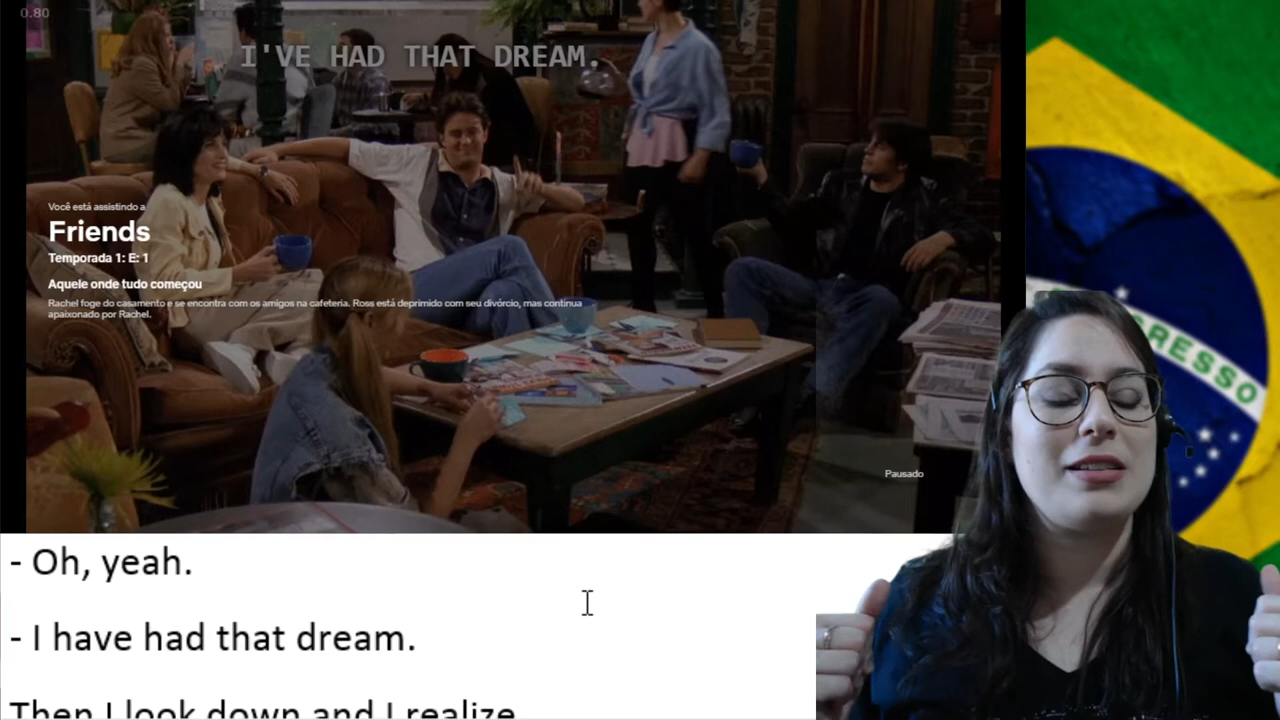 0.80
I'VE HAD THAT DREAM.
Você está assistindo a
Friends
Temporada 1: E: 1
Aquele onde tudo começou
Rachel foge do casamento e se encontra com os amigos na cafeteria. Ross está deprimido com seu divórcio, mas continua
apaixonado por Rachel.
RESSO
Pausado
- Oh, yeah.
- I have had that dream.
Then I look down and I realize